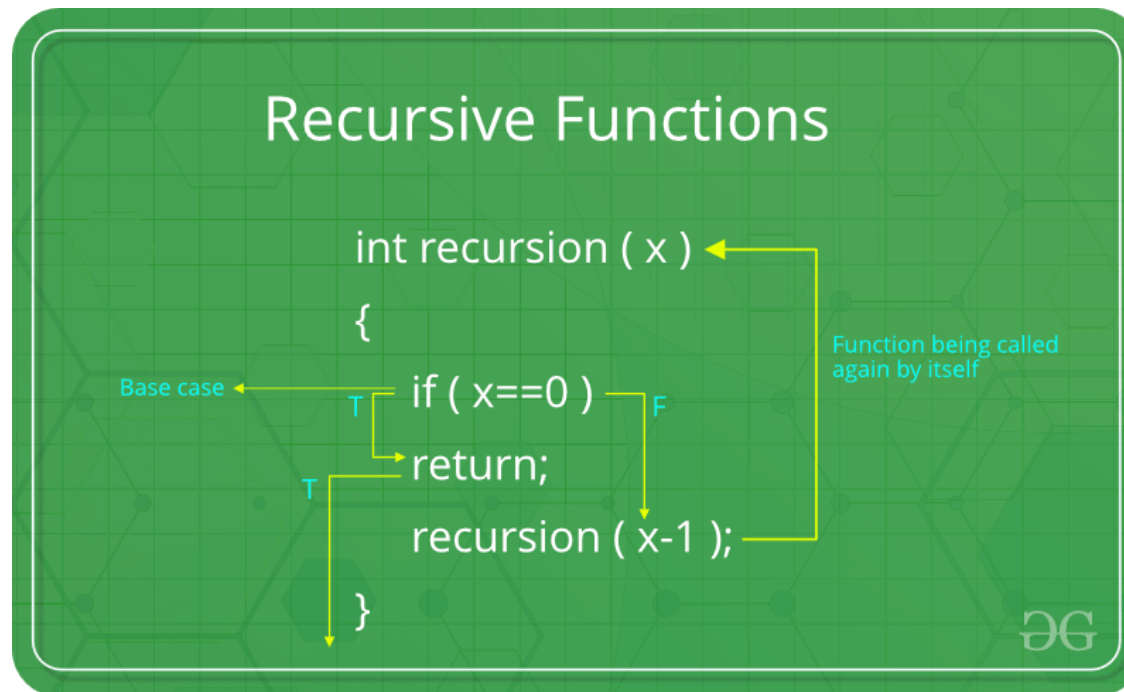 Recursive Functions
int recursion ( x )
{
Function being called
again by itself
Base case
if ( x==0 )
T
F
return;
T
recursion ( x-1 );
}
GG